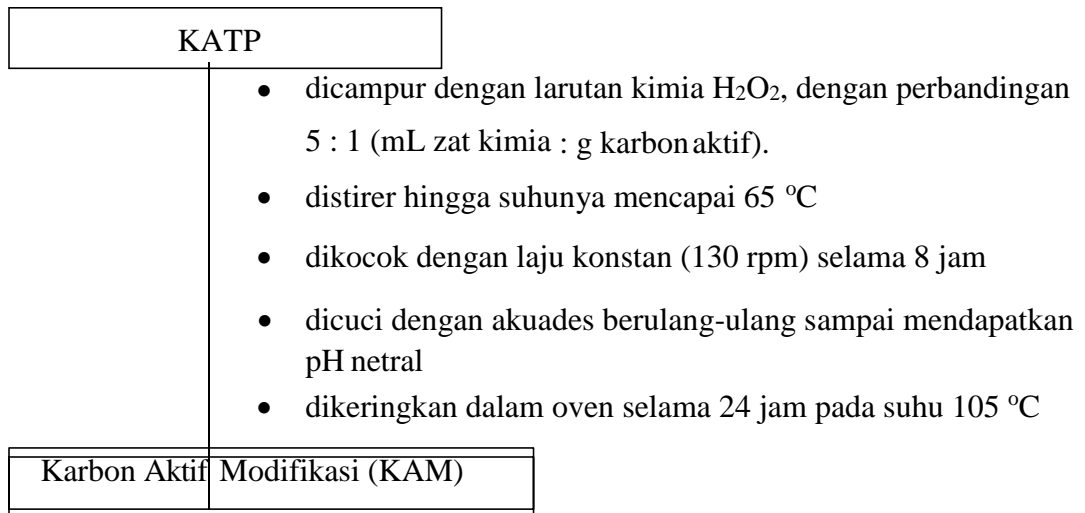 KATP
• dicampur dengan larutan kimia H₂O₂, dengan perbandingan
5 : 1 (mL zat kimia : g karbon aktif).
• distirer hingga suhunya mencapai 65 ºC
• dikocok dengan laju konstan (130 rpm) selama 8 jam
• dicuci dengan akuades berulang-ulang sampai mendapatkan
pH netral
• dikeringkan dalam oven selama 24 jam pada suhu 105 ºC
Karbon Aktif Modifikasi (KAM)